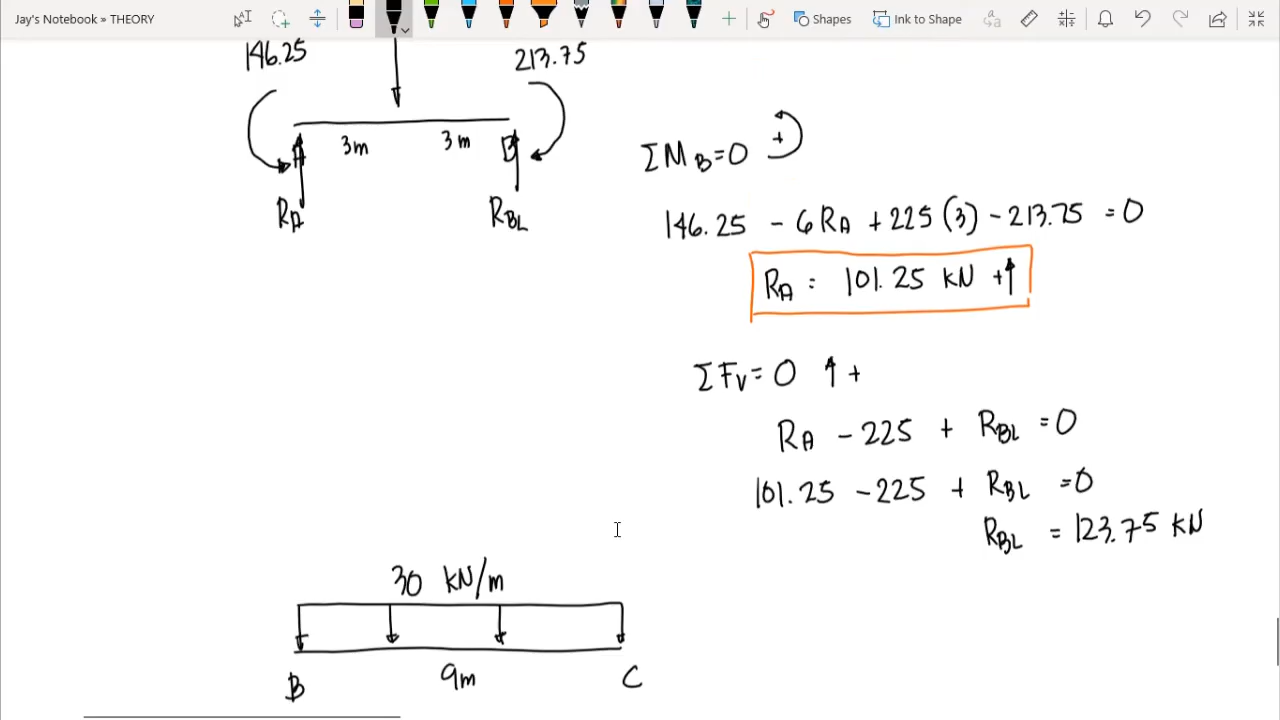 Jay's Notebook » THEORY
Shapes
Ink to Shape
146.25
213.75
3m
3m
A
B
RA
RBL
ΣMB=0 +
146.25 - 6RA + 225(3) - 213.75 = 0
RA = 101.25 kN +↑
ΣFV=0 ↑+
RA - 225 + RBL = 0
101.25 - 225 + RBL = 0
RBL = 123.75 kN
30 kN/m
B
9m
C